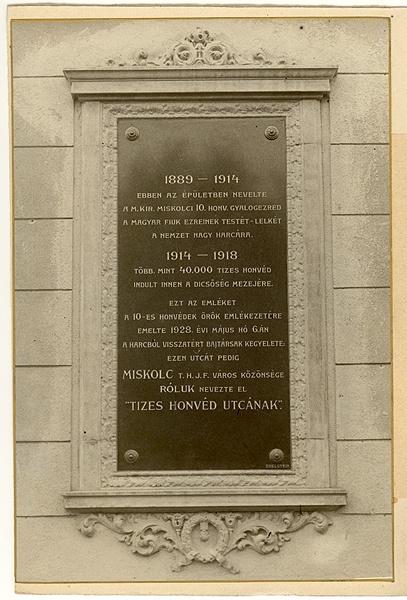 1889 — 1914
EBBEN AZ ÉPÜLETBEN NEVELTE
A M. KIR. MISKOLCI 10. HONV. GYALOGEZRED
A MAGYAR FIUK EZREINEK TESTÉT-LELKÉT
A NEMZET NAGY HARCÁRA.
1914 — 1918
TÖBB, MINT 40.000 TIZES HONVÉD
INDULT INNEN A DICSŐSÉG MEZEJÉRE.
EZT AZ EMLÉKET
A 10-ES HONVÉDEK ÖRÖK EMLÉKEZETÉRE
EMELTE 1928. ÉVI MÁJUS HÓ 6.ÁN
A HARCBÓL VISSZATÉRT BAJTÁRSAK KEGYELETE;
EZEN UTCÁT PEDIG
MISKOLC T. H. J. F. VÁROS KÖZÖNSÉGE
RÓLUK NEVEZTE EL
"TIZES HONVÉD UTCÁNAK".